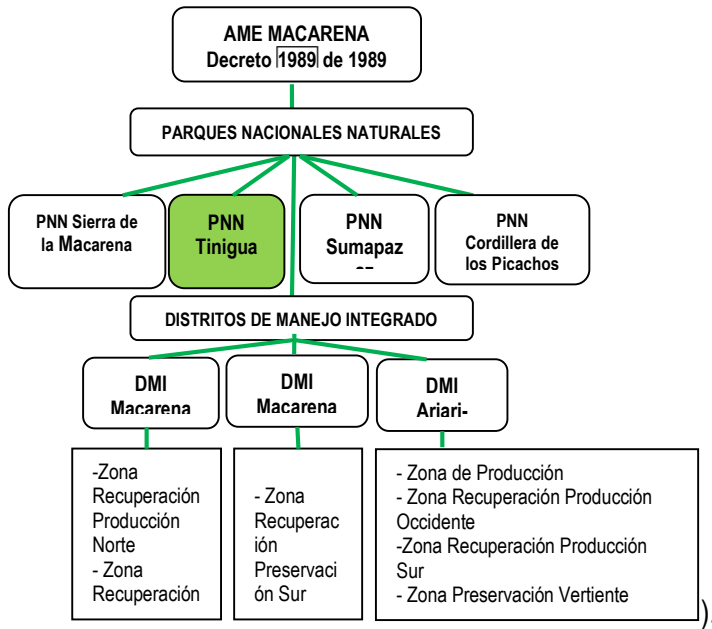 AME MACARENA
Decreto 1989 de 1989
PARQUES NACIONALES NATURALES
PNN Sierra de
la Macarena
PNN
Tinigua
PNN
Sumapaz
PNN
Cordillera de
los Picachos
DISTRITOS DE MANEJO INTEGRADO
DMI
Macarena
DMI
Macarena
DMI
Ariari-
-Zona
Recuperación
Producción
Norte
- Zona
Recuperación
- Zona
Recuperac
ión
Preservaci
ón Sur
- Zona de Producción
- Zona Recuperación Producción
Occidente
-Zona Recuperación Producción
Sur
- Zona Preservación Vertiente
).